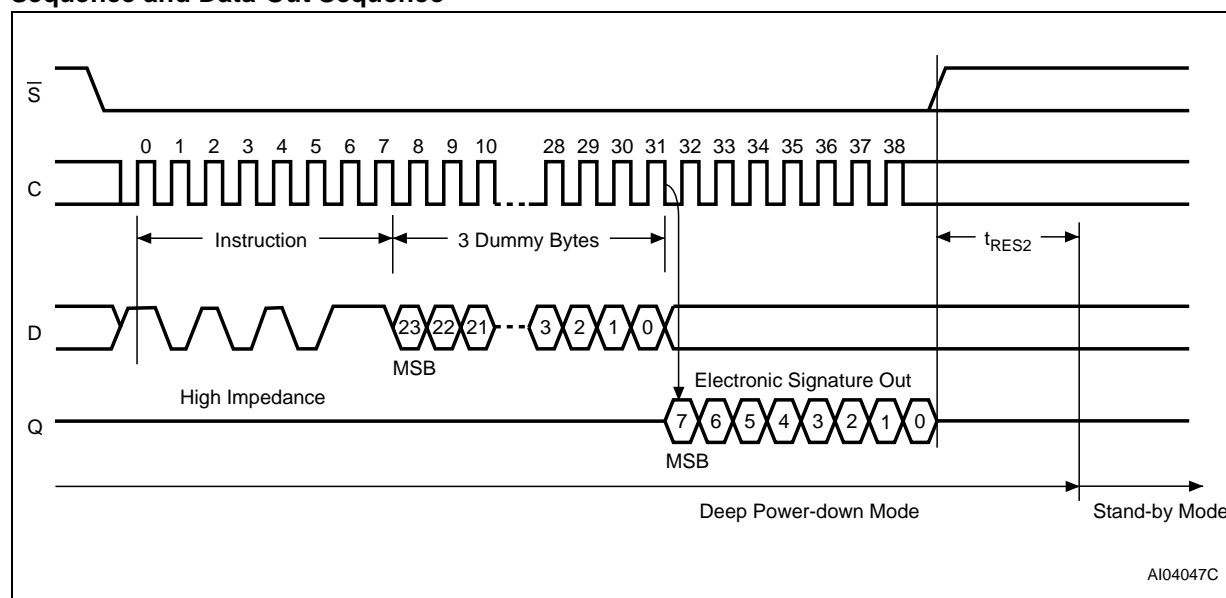 Sequence and Data-Out Sequence
S
0 1 2 3 4 5 6 7 8 9 10 28 29 30 31 32 33 34 35 36 37 38
C
Instruction 3 Dummy Bytes tRES2
D 23 22 21 3 2 1 0
MSB
High Impedance Electronic Signature Out
Q 7 6 5 4 3 2 1 0
MSB
Deep Power-down Mode Stand-by Mode
AI04047C